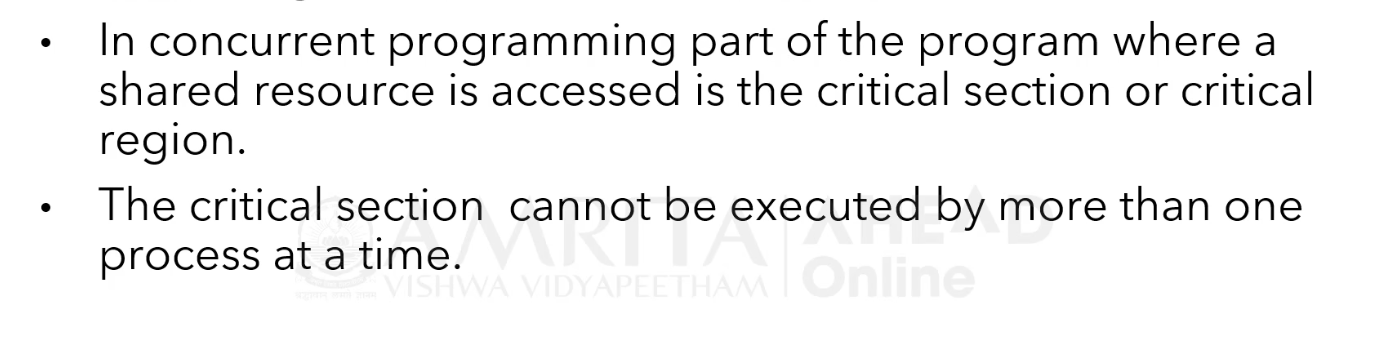 • In concurrent programming part of the program where a
shared resource is accessed is the critical section or critical
region.
• The critical section  cannot be executed by more than one
process at a time.
AMRITA | AHEAD
VISHWA VIDYAPEETHAM | Online